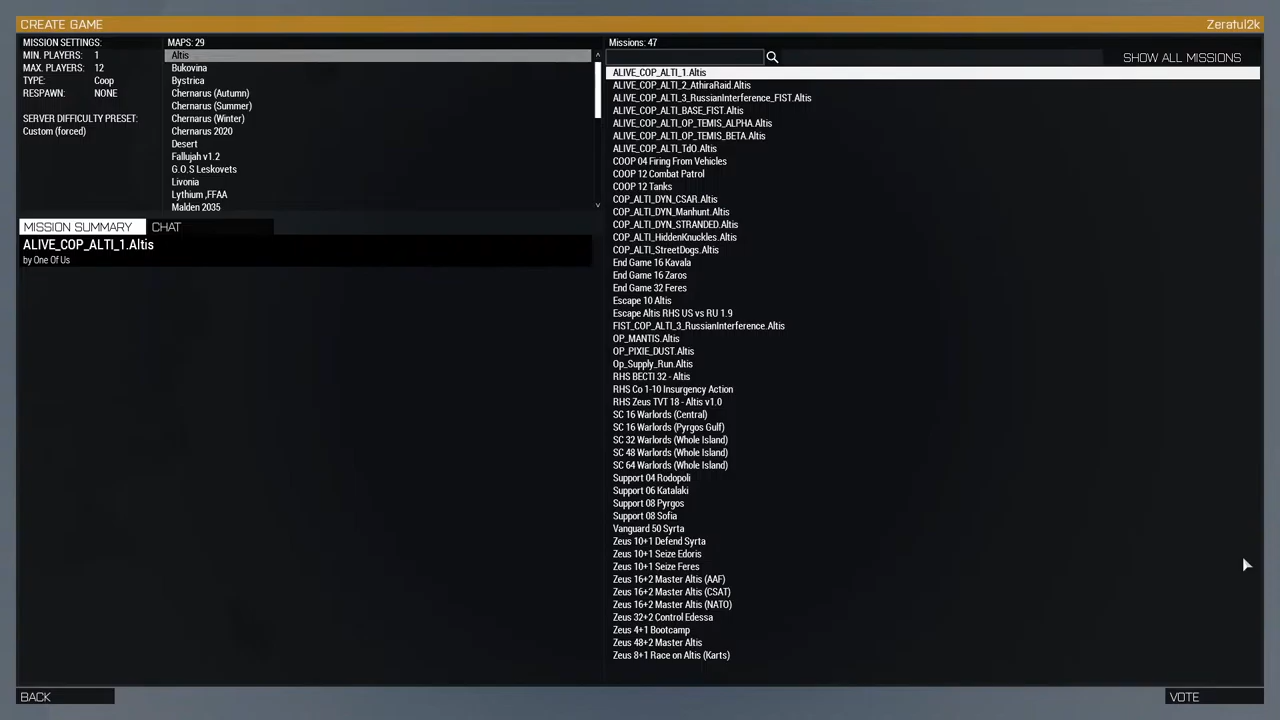 CREATE GAME
Zeratul2k
MISSION SETTINGS:
MIN. PLAYERS: 1
MAX. PLAYERS: 12
TYPE: Coop
RESPAWN: NONE
SERVER DIFFICULTY PRESET:
Custom (forced)
MAPS: 29
Altis
Bukovina
Bystrica
Chernarus (Autumn)
Chernarus (Summer)
Chernarus (Winter)
Chernarus 2020
Desert
Fallujah v1.2
G.O.S Leskovets
Livonia
Lythium ,FFAA
Malden 2035
MISSION SUMMARY
CHAT
ALIVE_COP_ALTI_1.Altis
by One Of Us
Missions: 47
SHOW ALL MISSIONS
ALIVE_COP_ALTI_1.Altis
ALIVE_COP_ALTI_2_AthiraRaid.Altis
ALIVE_COP_ALTI_3_RussianInterference_FIST.Altis
ALIVE_COP_ALTI_BASE_FIST.Altis
ALIVE_COP_ALTI_OP_TEMIS_ALPHA.Altis
ALIVE_COP_ALTI_OP_TEMIS_BETA.Altis
ALIVE_COP_ALTI_TdO.Altis
COOP 04 Firing From Vehicles
COOP 12 Combat Patrol
COOP 12 Tanks
COP_ALTI_DYN_CSAR.Altis
COP_ALTI_DYN_Manhunt.Altis
COP_ALTI_DYN_STRANDED.Altis
COP_ALTI_HiddenKnuckles.Altis
COP_ALTI_StreetDogs.Altis
End Game 16 Kavala
End Game 16 Zaros
End Game 32 Feres
Escape 10 Altis
Escape Altis RHS US vs RU 1.9
FIST_COP_ALTI_3_RussianInterference.Altis
OP_MANTIS.Altis
OP_PIXIE_DUST.Altis
Op_Supply_Run.Altis
RHS BECTI 32 - Altis
RHS Co 1-10 Insurgency Action
RHS Zeus TVT 18 - Altis v1.0
SC 16 Warlords (Central)
SC 16 Warlords (Pyrgos Gulf)
SC 32 Warlords (Whole Island)
SC 48 Warlords (Whole Island)
SC 64 Warlords (Whole Island)
Support 04 Rodopoli
Support 06 Katalaki
Support 08 Pyrgos
Support 08 Sofia
Vanguard 50 Syrta
Zeus 10+1 Defend Syrta
Zeus 10+1 Seize Edoris
Zeus 10+1 Seize Feres
Zeus 16+2 Master Altis (AAF)
Zeus 16+2 Master Altis (CSAT)
Zeus 16+2 Master Altis (NATO)
Zeus 32+2 Control Edessa
Zeus 4+1 Bootcamp
Zeus 48+2 Master Altis
Zeus 8+1 Race on Altis (Karts)
BACK
VOTE